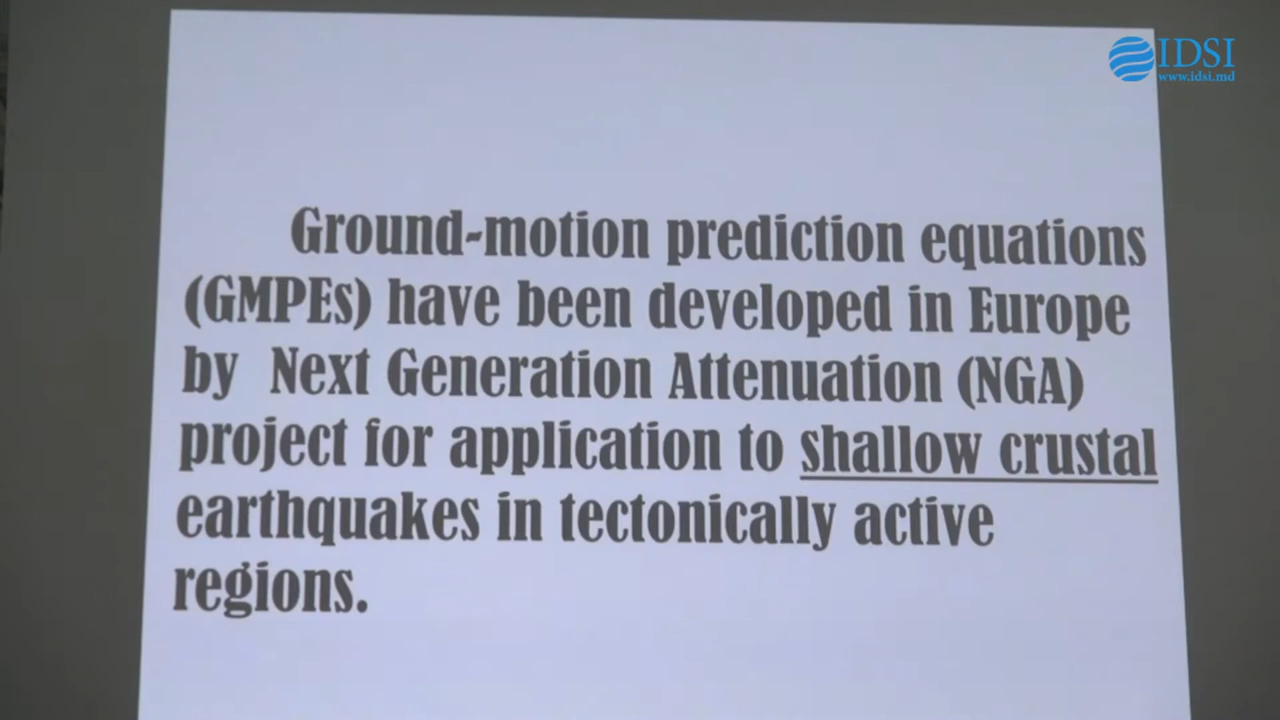 IDSI
www.idsi.md
Ground-motion prediction equations
(GMPEs) have been developed in Europe
by Next Generation Attenuation (NGA)
project for application to shallow crustal
earthquakes in tectonically active
regions.